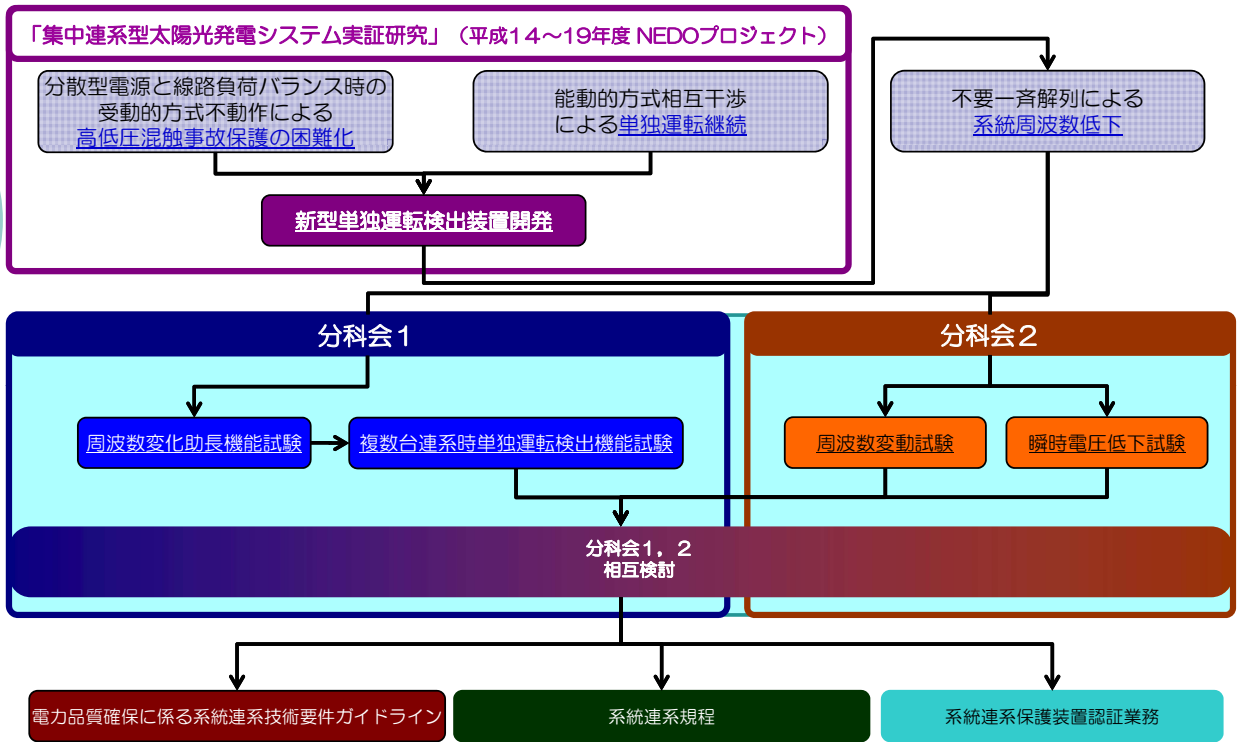 「集中連系型太陽光発電システム実証研究」（平成14～19年度 NEDOプロジェクト）
分散型電源と線路負荷バランス時の
受動的方式不動作による
高低圧混触事故保護の困難化
能動的方式相互干渉
による単独運転継続
不要一斉解列による
系統周波数低下
新型単独運転検出装置開発
分科会１
分科会２
周波数変化助長機能試験
複数台連系時単独運転検出機能試験
周波数変動試験
瞬時電圧低下試験
分科会１，２
相互検討
電力品質確保に係る系統連系技術要件ガイドライン
系統連系規程
系統連系保護装置認証業務